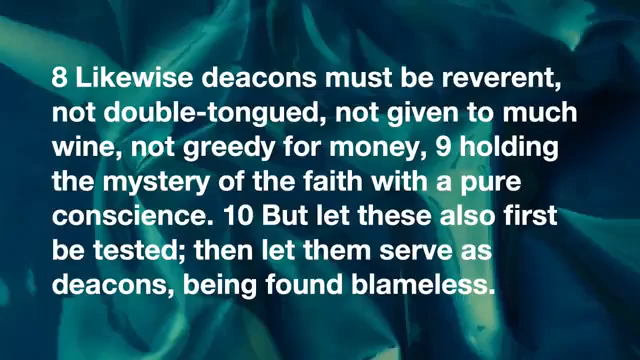 8 Likewise deacons must be reverent,
not double-tongued, not given to much
wine, not greedy for money, 9 holding
the mystery of the faith with a pure
conscience. 10 But let these also first
be tested; then let them serve as
deacons, being found blameless.